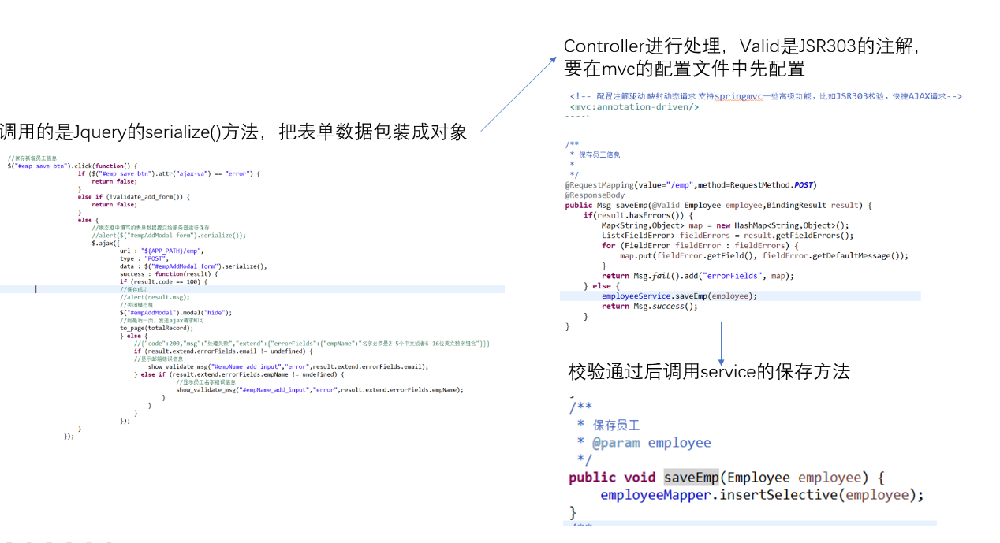 调用的是Jquery的serialize()方法，把表单数据包装成对象
//保存新增员工信息
$("#emp_save_btn").click(function() {
if ($("#emp_save_btn").attr("ajax-va") == "error") {
return false;
}
else if (!validate_add_form()) {
return false;
}
else {
//模态框中填写的表单数据提交给服务器进行保存
//alert($("#empAddModal form").serialize());
$.ajax({
url : "${APP_PATH}/emp",
type : "POST",
data : $("#empAddModal form").serialize(),
success : function(result) {
if (result.code == 100) {
//保存成功
//alert(result.msg);
//关闭模态框
$("#empAddModal").modal("hide");
//到最后一页，发送ajax请求即可
to_page(totalRecord);
} else {
//{"code":200,"msg":"处理失败","extend":{"errorFields":{"empName":"名字必须是2-5个中文或者6-16位英文数字组合"}}}
if (result.extend.errorFields.email != undefined) {
//显示邮箱错误信息
show_validate_msg("#empName_add_input","error",result.extend.errorFields.email);
} else if (result.extend.errorFields.empName != undefined) {
//显示员工名字错误信息
show_validate_msg("#empName_add_input","error",result.extend.errorFields.empName);
}
}
}
});
}
});
Controller进行处理，Valid是JSR303的注解，
要在mvc的配置文件中先配置
<!-- 配置注解驱动 映射动态请求 支持springmvc一些高级功能，比如JSR303校验，快捷AJAX请求-->
<mvc:annotation-driven/>
/**
* 保存员工信息
*
*/
@RequestMapping(value="/emp",method=RequestMethod.POST)
@ResponseBody
public Msg saveEmp(@Valid Employee employee,BindingResult result) {
if(result.hasErrors()) {
Map<String,Object> map = new HashMap<String,Object>();
List<FieldError> fieldErrors = result.getFieldErrors();
for (FieldError fieldError : fieldErrors) {
map.put(fieldError.getField(), fieldError.getDefaultMessage());
}
return Msg.fail().add("errorFields", map);
} else {
employeeService.saveEmp(employee);
return Msg.success();
}
}
校验通过后调用service的保存方法
/**
* 保存员工
* @param employee
*/
public void saveEmp(Employee employee) {
employeeMapper.insertSelective(employee);
}